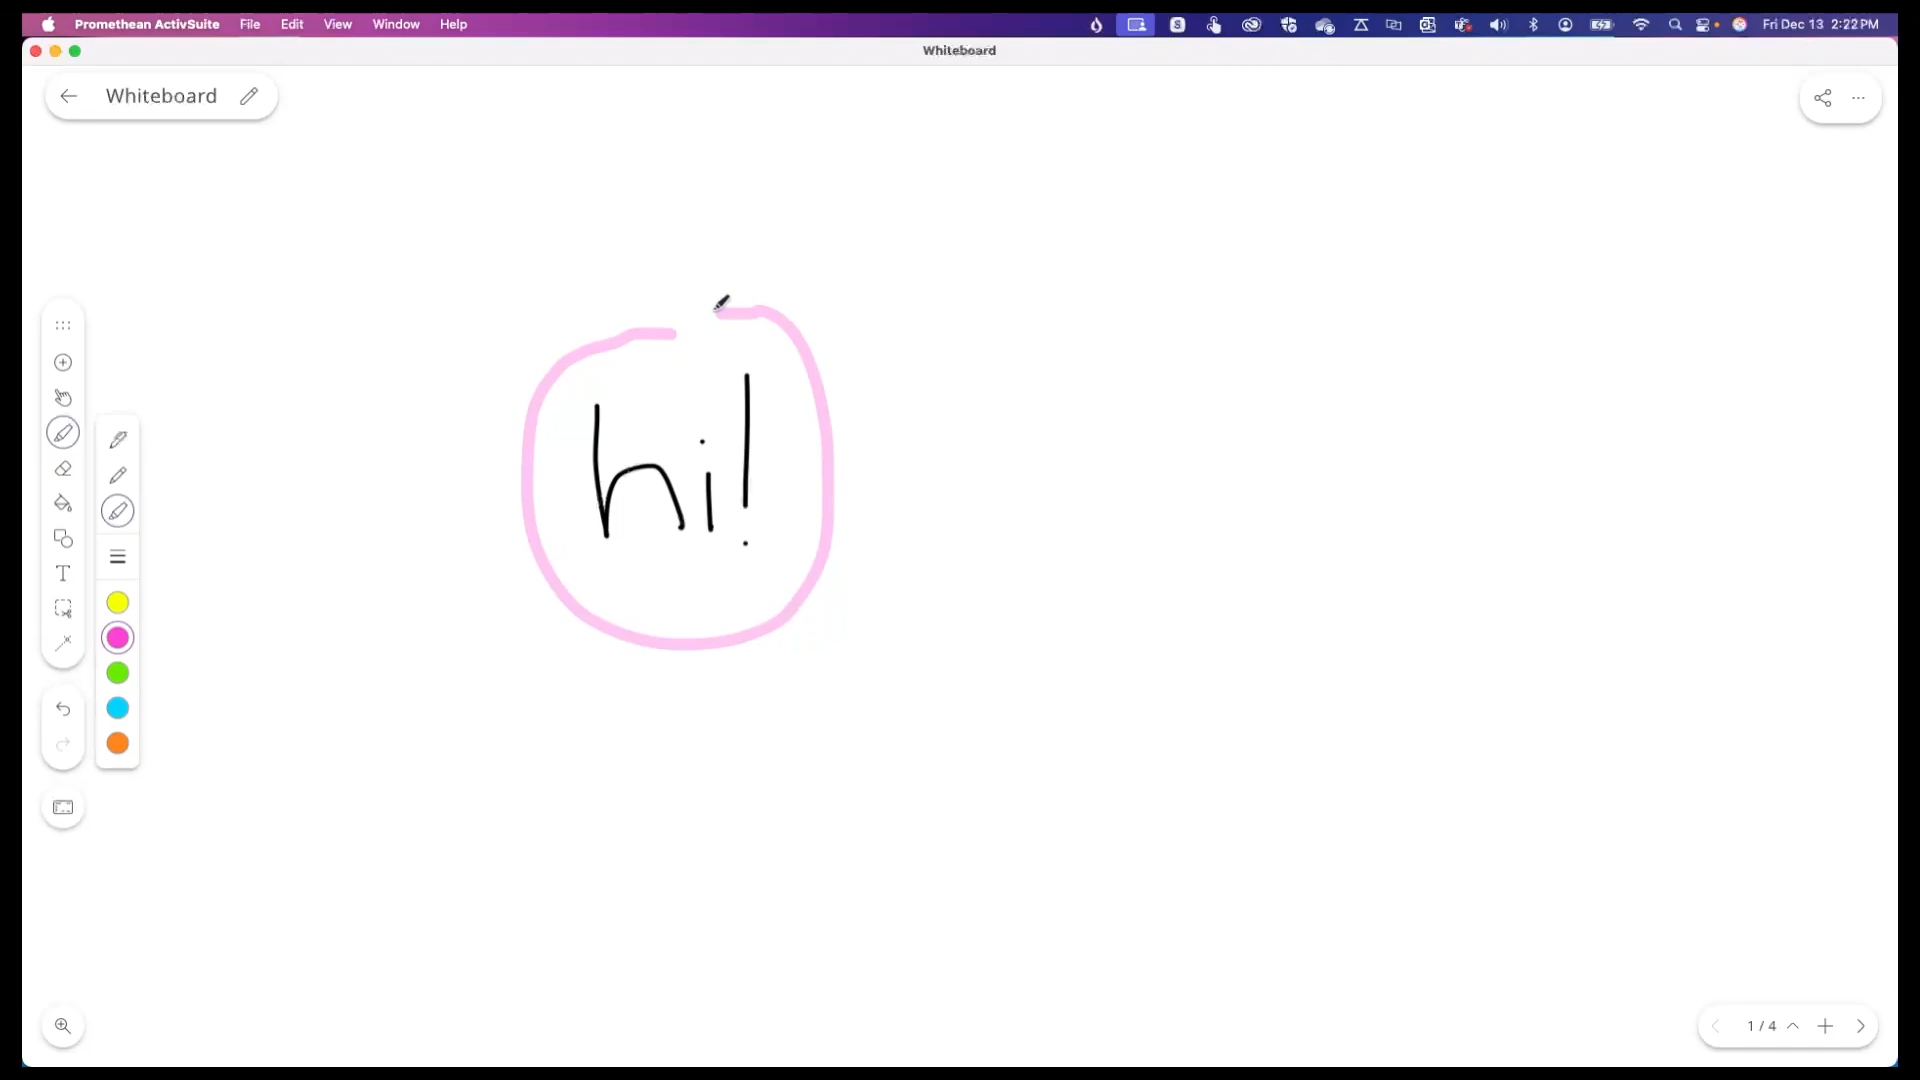 Promethean ActivSuite File Edit View Window Help Fri Dec 13 2:22 PM
Whiteboard
Whiteboard
hi!
T
1 / 4